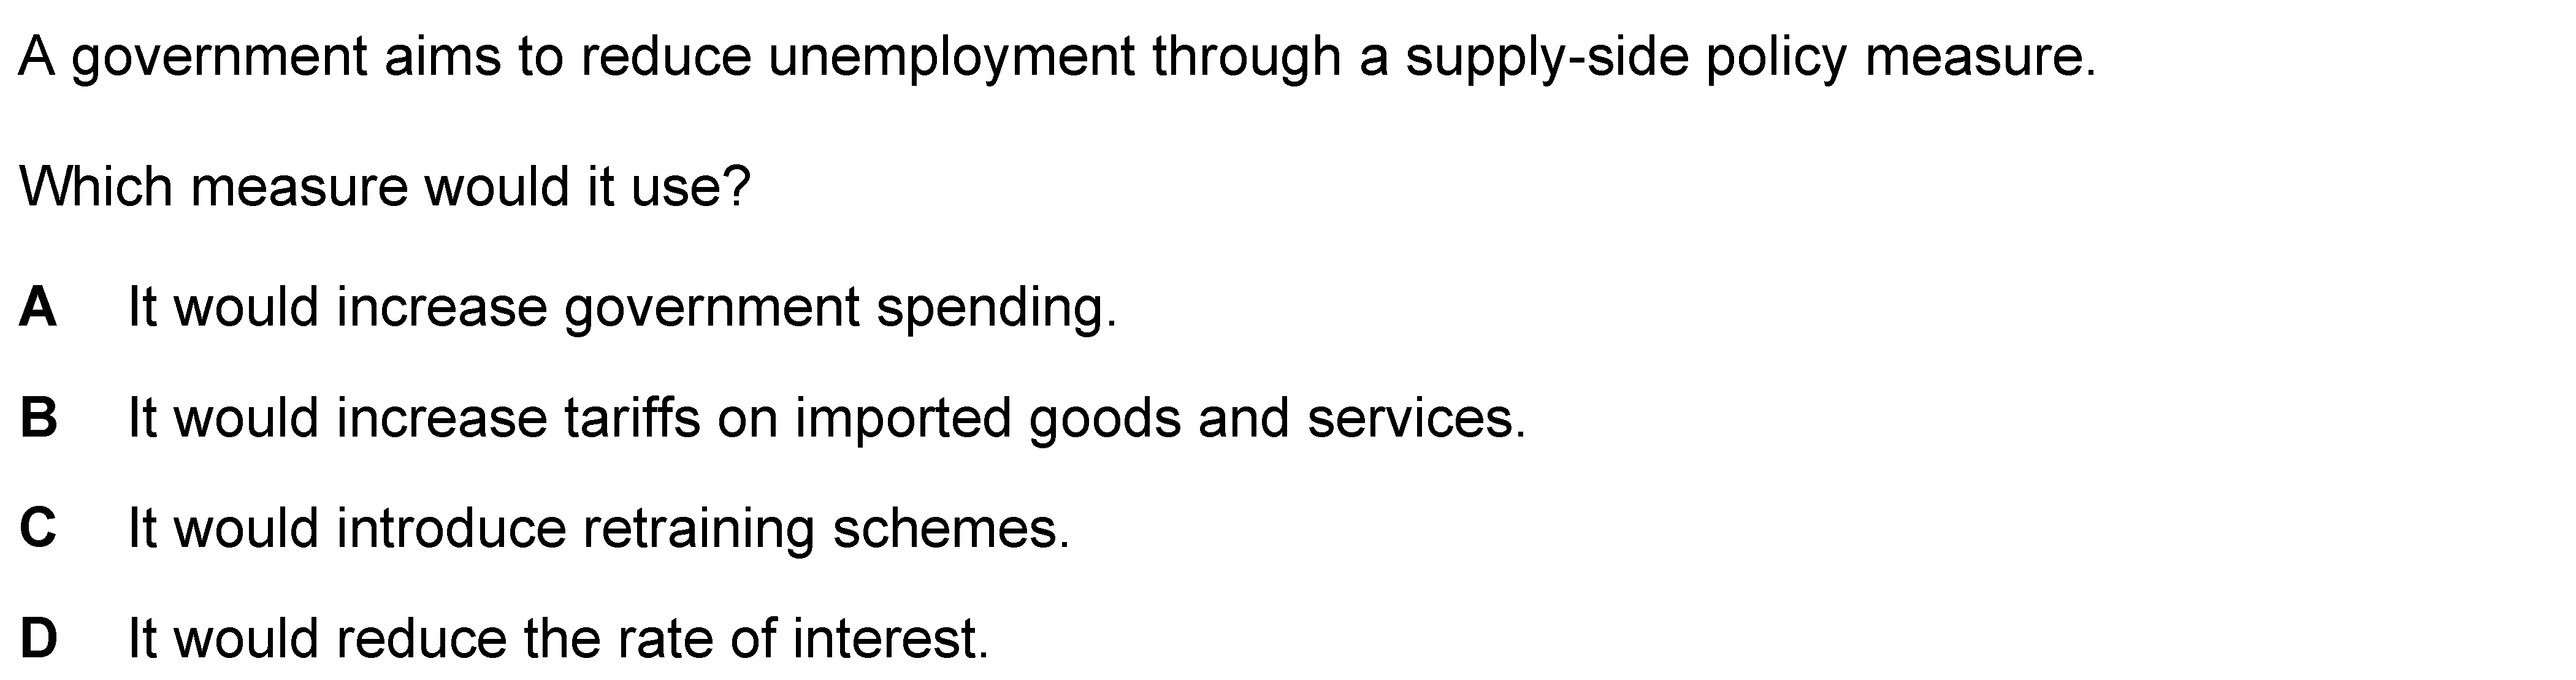 A government aims to reduce unemployment through a supply-side policy measure.
Which measure would it use?
A It would increase government spending.
B It would increase tariffs on imported goods and services.
C It would introduce retraining schemes.
D It would reduce the rate of interest.